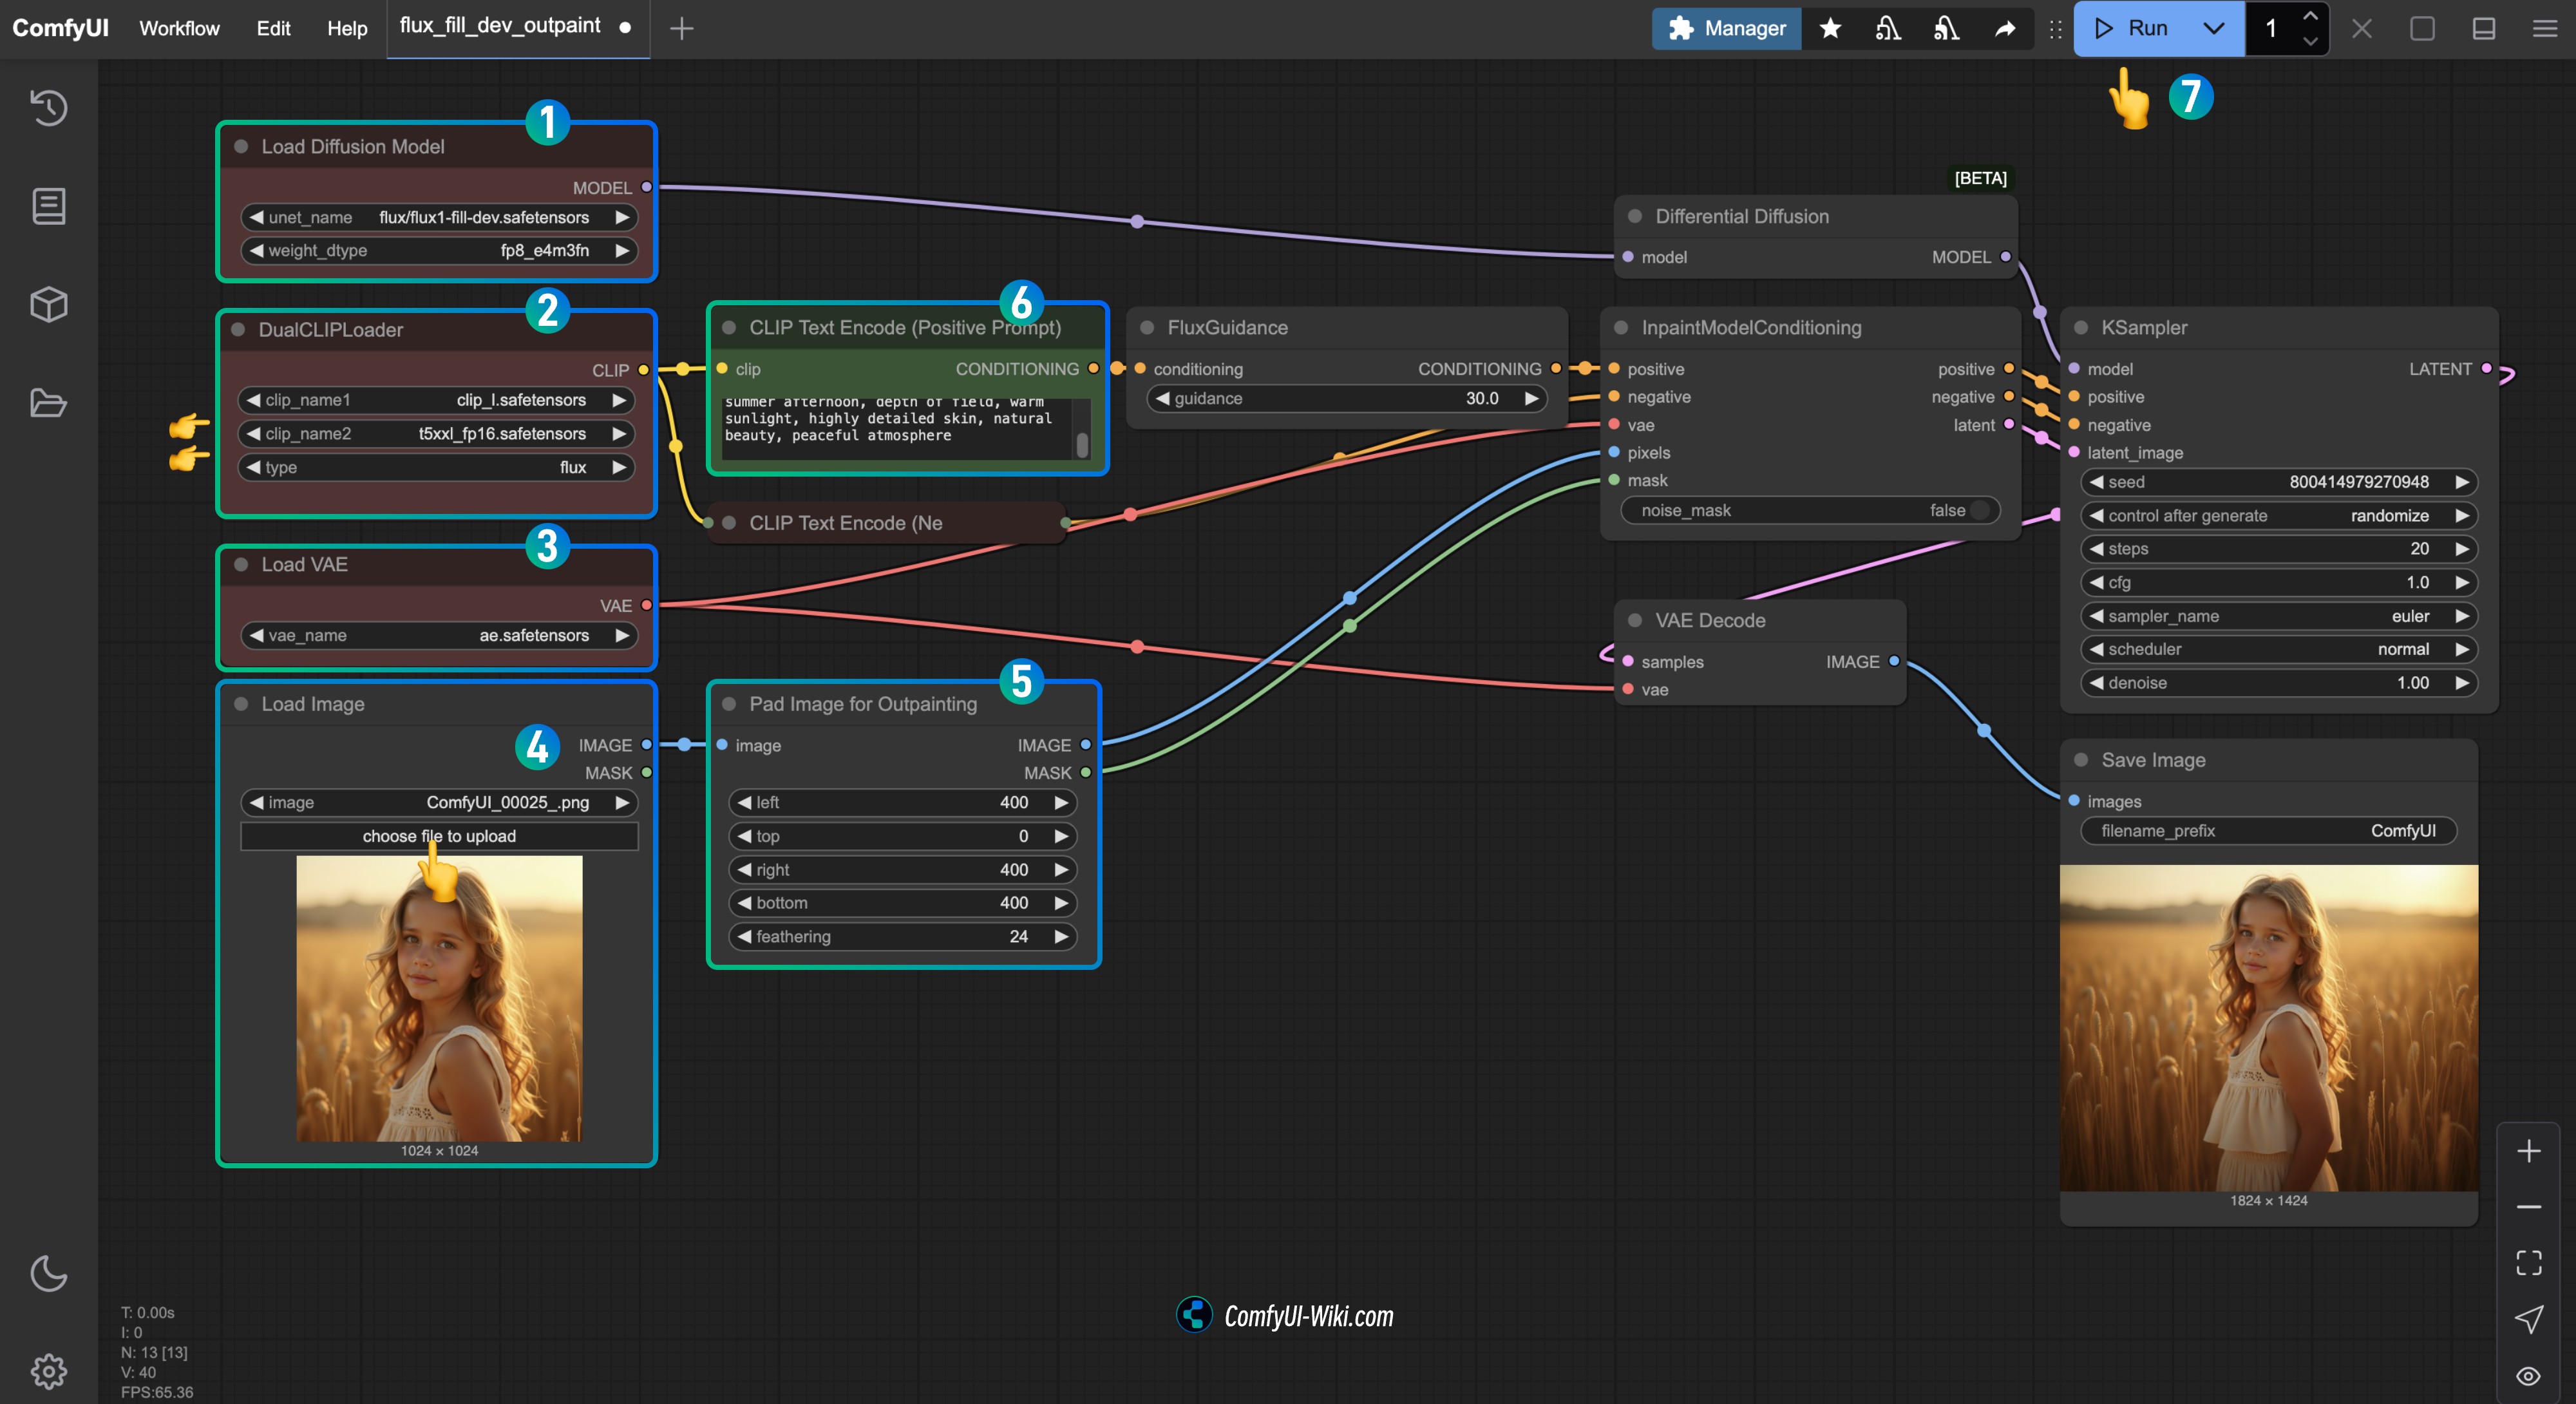 ComfyUI Workflow Edit Help flux_fill_dev_outpaint
Manager Run 1
7
1
Load Diffusion Model
MODEL
unet_name flux/flux1-fill-dev.safetensors
weight_dtype fp8_e4m3fn
2
DualCLIPLoader
CLIP
clip_name1 clip_l.safetensors
clip_name2 t5xxl_fp16.safetensors
type flux
3
Load VAE
VAE
vae_name ae.safetensors
Load Image
4
IMAGE
MASK
image ComfyUI_00025_.png
choose file to upload
1024 × 1024
6
CLIP Text Encode (Positive Prompt)
clip CONDITIONING
summer afternoon, depth of field, warm
sunlight, highly detailed skin, natural
beauty, peaceful atmosphere
CLIP Text Encode (Ne
5
Pad Image for Outpainting
image IMAGE
MASK
left 400
top 0
right 400
bottom 400
feathering 24
FluxGuidance
conditioning CONDITIONING
guidance 30.0
[BETA]
Differential Diffusion
model MODEL
InpaintModelConditioning
positive positive
negative negative
vae latent
pixels
mask
noise_mask false
VAE Decode
samples IMAGE
vae
KSampler
model LATENT
positive
negative
latent_image
seed 800414979270948
control after generate randomize
steps 20
cfg 1.0
sampler_name euler
scheduler normal
denoise 1.00
Save Image
images
filename_prefix ComfyUI
1824 × 1424
T: 0.00s
I: 0
N: 13 [13]
V: 40
FPS:65.36
ComfyUI-Wiki.com